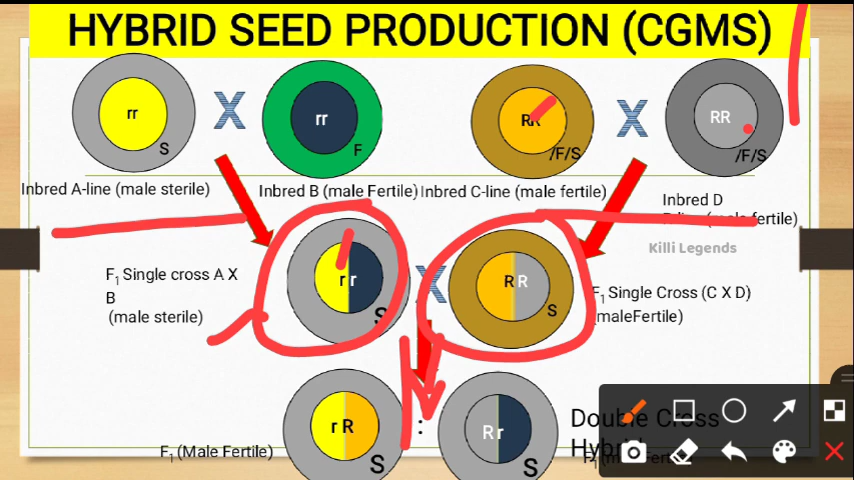 HYBRID SEED PRODUCTION (CGMS)
rr
S
X
rr
F
RR
/F/S
X
RR
/F/S
Inbred A-line (male sterile)
Inbred B (male Fertile)
Inbred C-line (male fertile)
Inbred D
fertile)
Killi Legends
F1 Single cross A X
B
(male sterile)
r r
S
X
R R
S
F1 Single Cross (C X D)
(maleFertile)
r R
S
:
R r
S
F1 (Male Fertile)
Double Cross